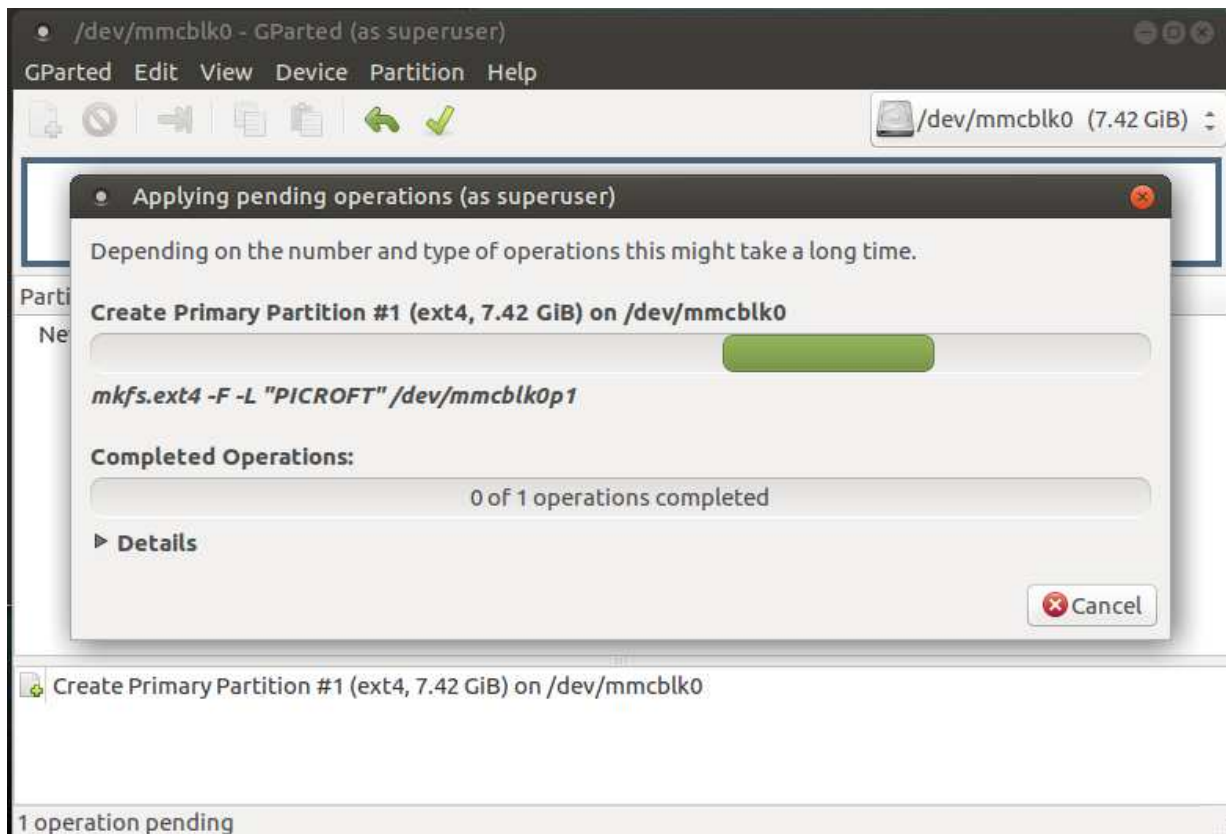 /dev/mmcblk0 - GParted (as superuser)
GParted Edit View Device Partition Help
/dev/mmcblk0 (7.42 GiB)
Applying pending operations (as superuser)
Depending on the number and type of operations this might take a long time.
Parti
Create Primary Partition #1 (ext4, 7.42 GiB) on /dev/mmcblk0
Ne
mkfs.ext4 -F -L "PICROFT" /dev/mmcblk0p1
Completed Operations:
0 of 1 operations completed
Details
Cancel
Create Primary Partition #1 (ext4, 7.42 GiB) on /dev/mmcblk0
1 operation pending